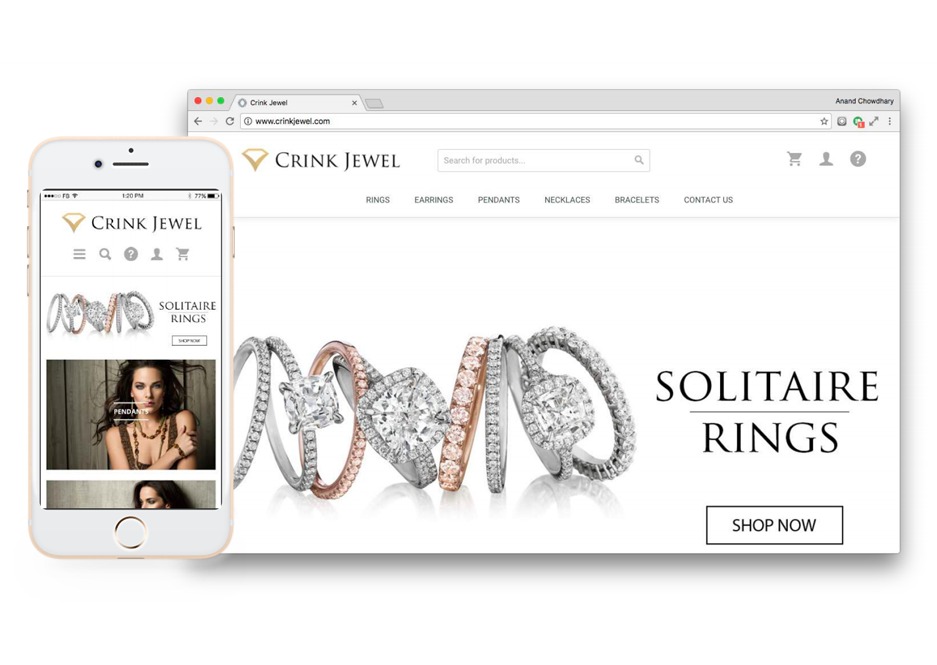 Crink Jewel
Anand Chowdhary
www.crinkjewel.com
CRINK JEWEL
Search for products...
RINGS EARRINGS PENDANTS NECKLACES BRACELETS CONTACT US
SOLITAIRE
RINGS
SHOP NOW
FB 1:20 PM 77%
CRINK JEWEL
SOLITAIRE
RINGS
SHOP NOW
PENDANTS